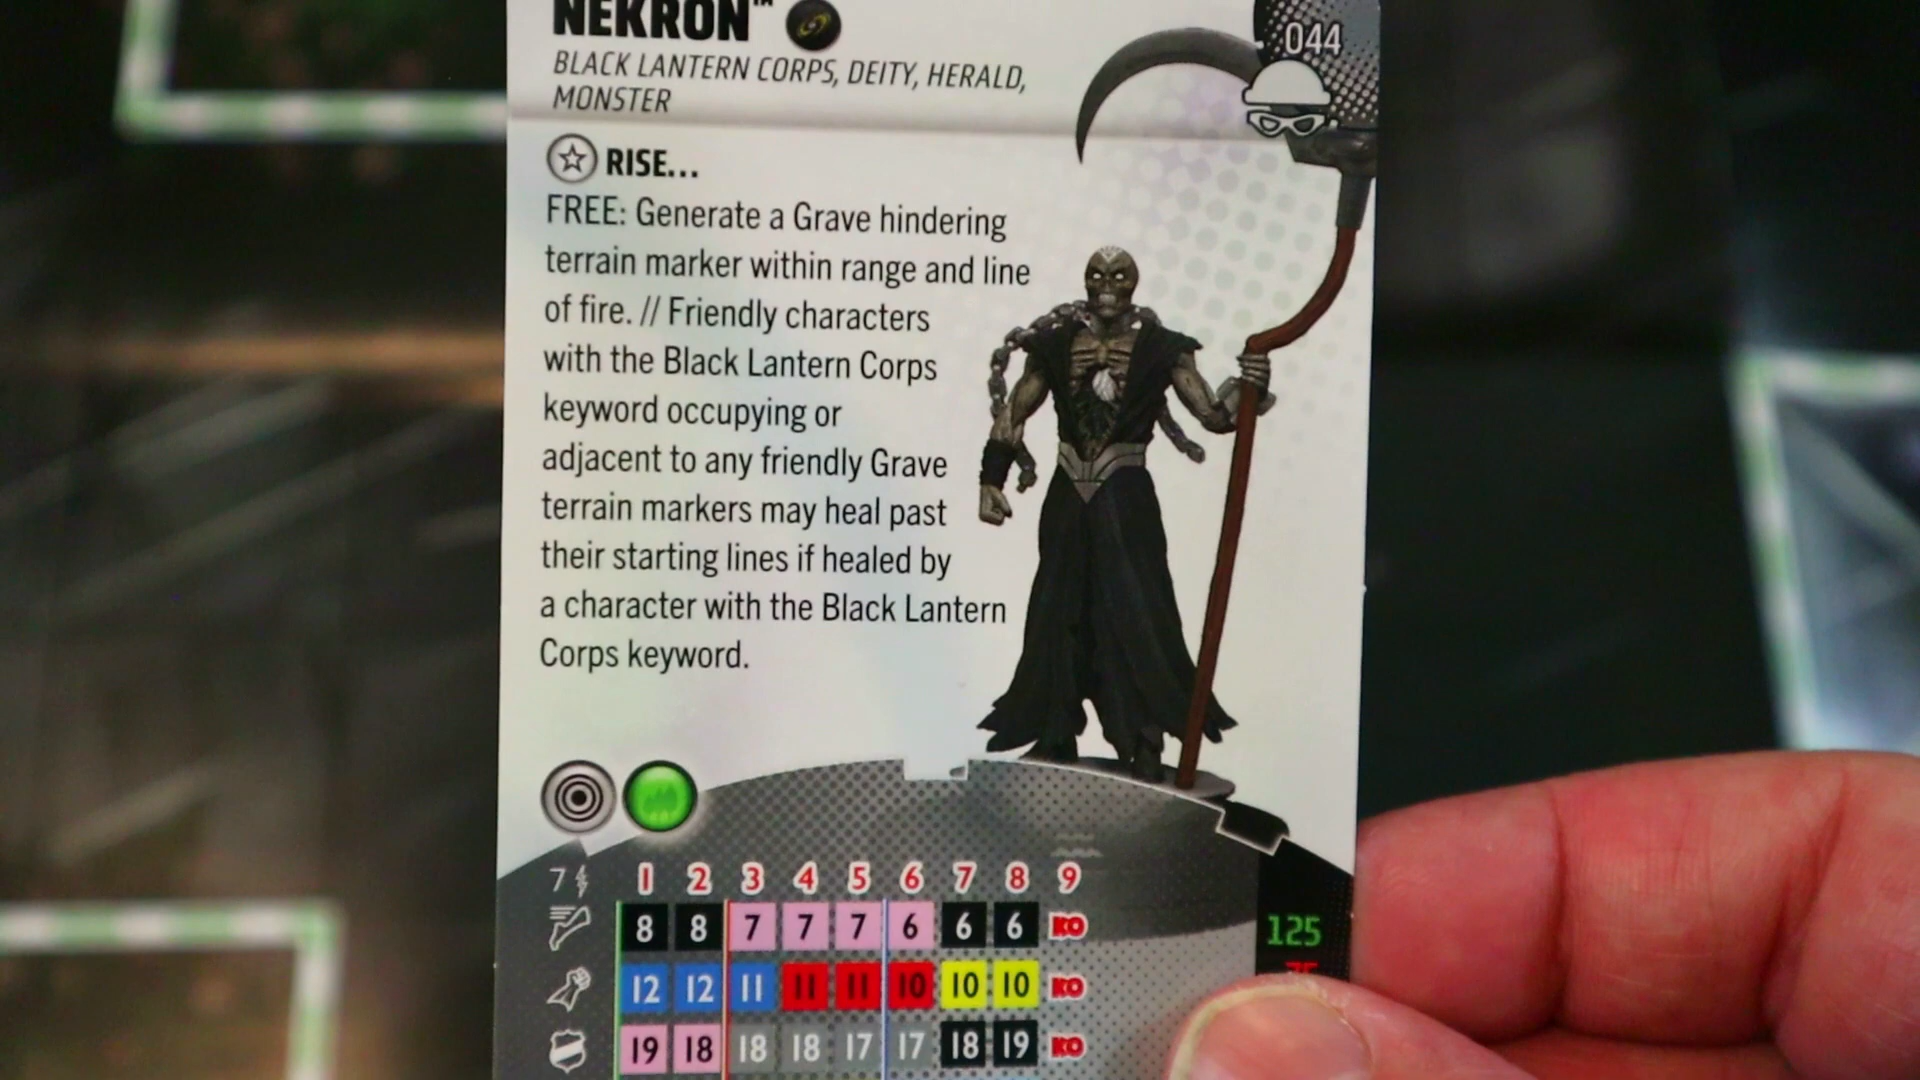 NEKRON™
044
BLACK LANTERN CORPS, DEITY, HERALD,
MONSTER
RISE...
FREE: Generate a Grave hindering
terrain marker within range and line
of fire. // Friendly characters
with the Black Lantern Corps
keyword occupying or
adjacent to any friendly Grave
terrain markers may heal past
their starting lines if healed by
a character with the Black Lantern
Corps keyword.
7 1 2 3 4 5 6 7 8 9
8 8 7 7 7 6 6 6 KO
125
12 12 11 11 11 10 10 10 KO
19 18 18 18 17 17 18 19 KO